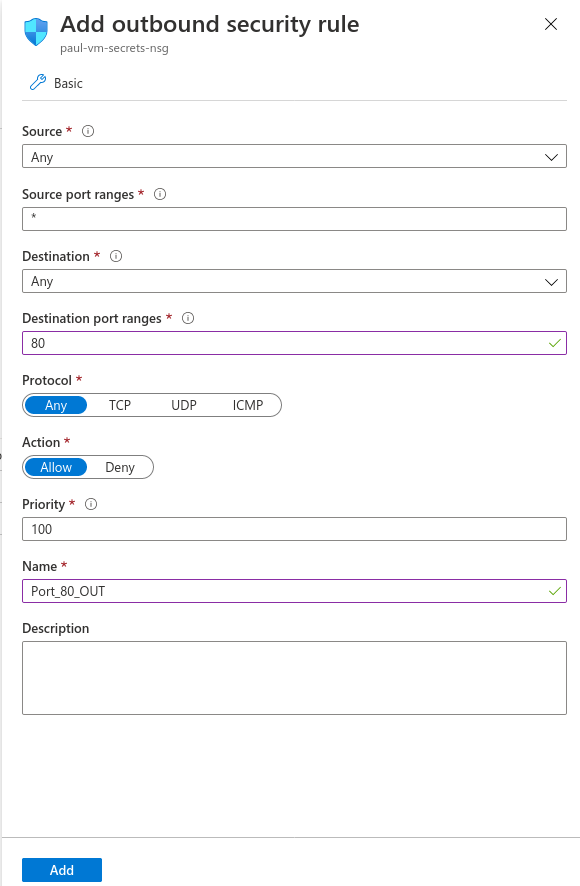 Add outbound security rule
paul-vm-secrets-nsg
Basic
Source *
Any
Source port ranges *
*
Destination *
Any
Destination port ranges *
80
Protocol *
Any TCP UDP ICMP
Action *
Allow Deny
Priority *
100
Name *
Port_80_OUT
Description
Add